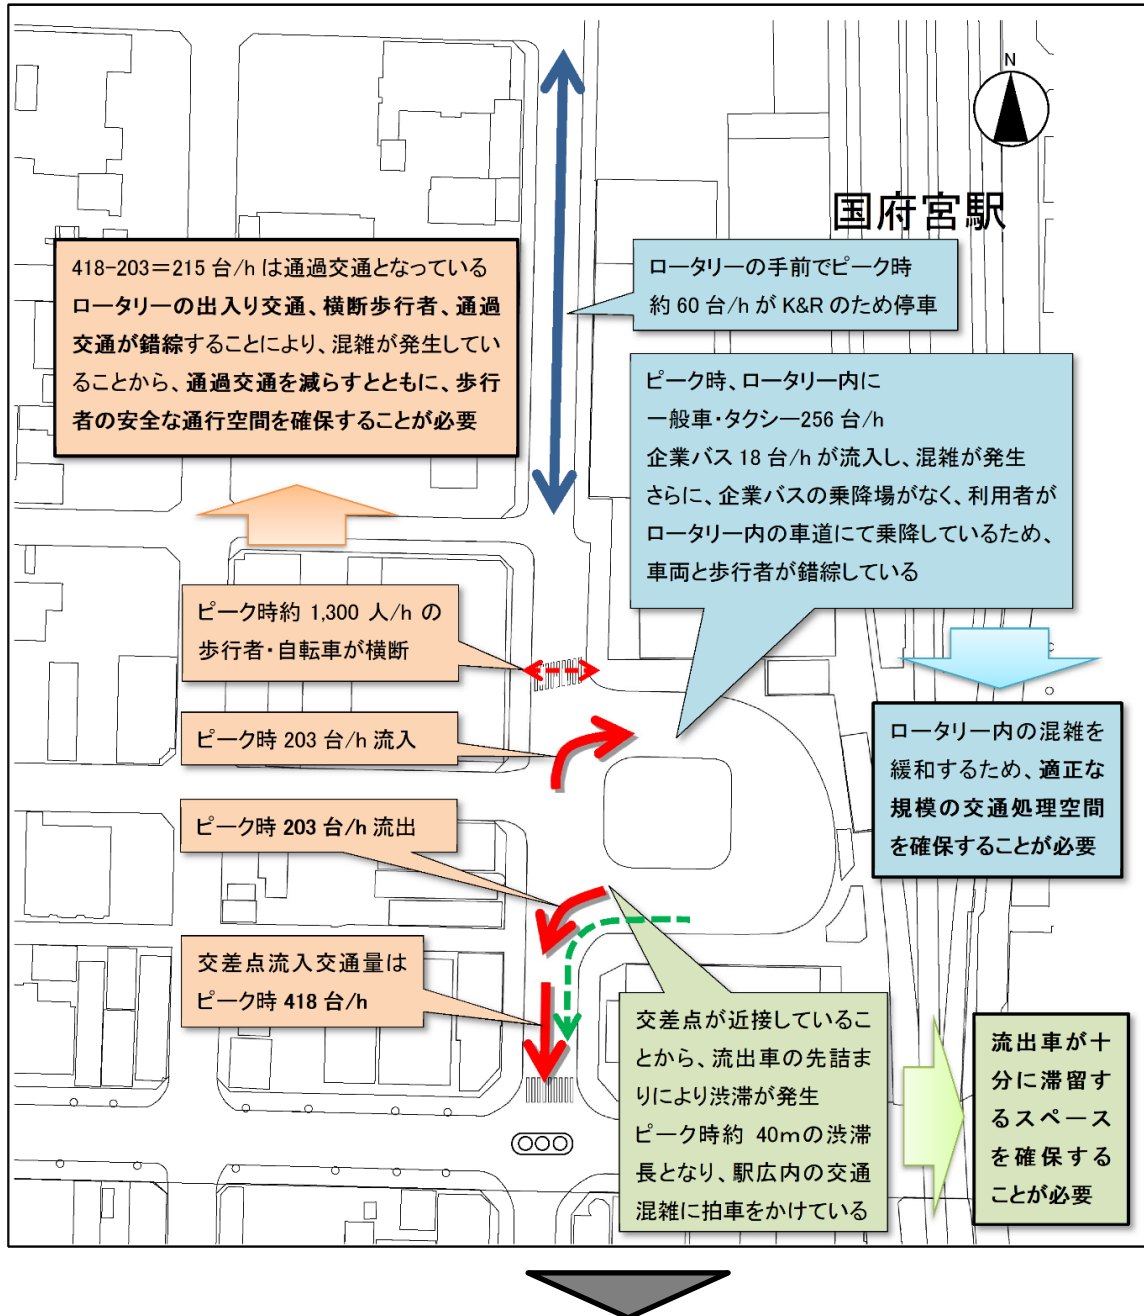 N
国府宮駅
418-203＝215 台/h は通過交通となっている
ロータリーの出入り交通、横断歩行者、通過
交通が錯綜することにより、混雑が発生してい
ることから、通過交通を減らすとともに、歩行
者の安全な通行空間を確保することが必要
ロータリーの手前でピーク時
約 60 台/h が K&R のため停車
ピーク時、ロータリー内に
一般車・タクシー256 台/h
企業バス 18 台/h が流入し、混雑が発生
さらに、企業バスの乗降場がなく、利用者が
ロータリー内の車道にて乗降しているため、
車両と歩行者が錯綜している
ピーク時約 1,300 人/h の
歩行者・自転車が横断
ピーク時 203 台/h 流入
ロータリー内の混雑を
緩和するため、適正な
規模の交通処理空間
を確保することが必要
ピーク時 203 台/h 流出
交差点流入交通量は
ピーク時 418 台/h
交差点が近接しているこ
とから、流出車の先詰ま
りにより渋滞が発生
ピーク時約 40ｍの渋滞
長となり、駅広内の交通
混雑に拍車をかけている
流出車が十
分に滞留す
るスペース
を確保する
ことが必要